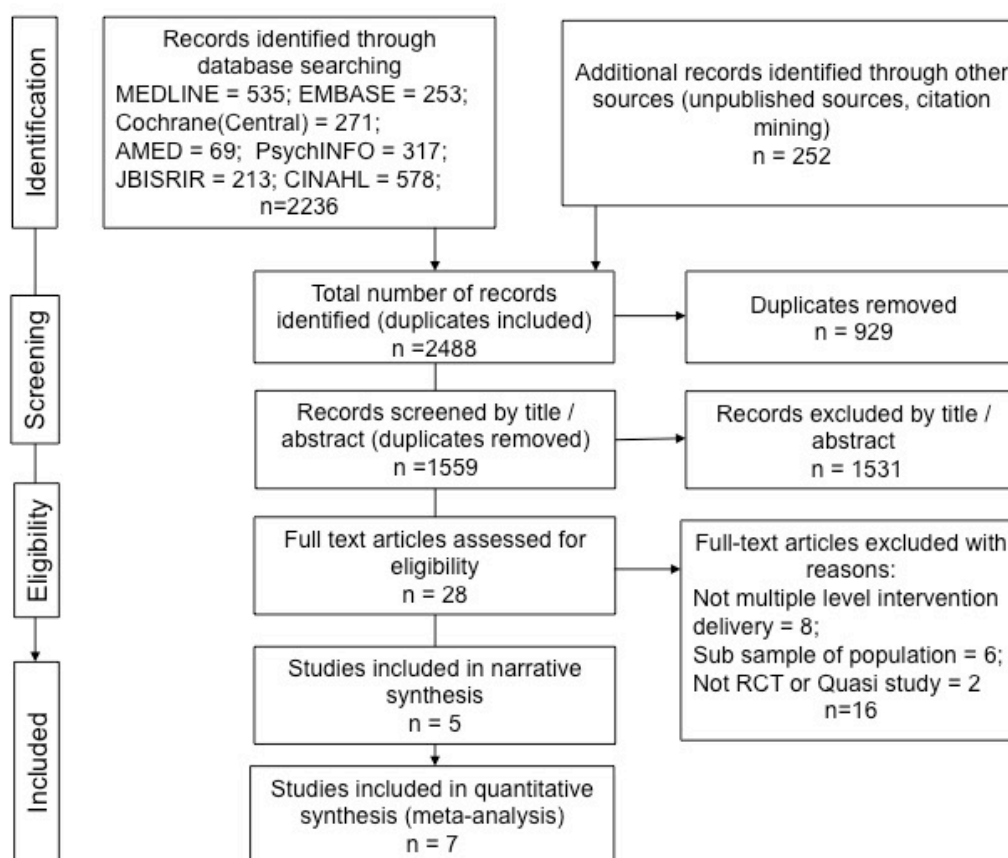 Identification
Records identified through
database searching
MEDLINE = 535; EMBASE = 253;
Cochrane(Central) = 271;
AMED = 69; PsychINFO = 317;
JBISRIR = 213; CINAHL = 578;
n=2236
Additional records identified through other
sources (unpublished sources, citation
mining)
n = 252
Screening
Total number of records
identified (duplicates included)
n =2488
Duplicates removed
n = 929
Records screened by title /
abstract (duplicates removed)
n =1559
Records excluded by title /
abstract
n = 1531
Eligibility
Full text articles assessed for
eligibility
n = 28
Full-text articles excluded with
reasons:
Not multiple level intervention
delivery = 8;
Sub sample of population = 6;
Not RCT or Quasi study = 2
n=16
Included
Studies included in narrative
synthesis
n = 5
Studies included in quantitative
synthesis (meta-analysis)
n = 7